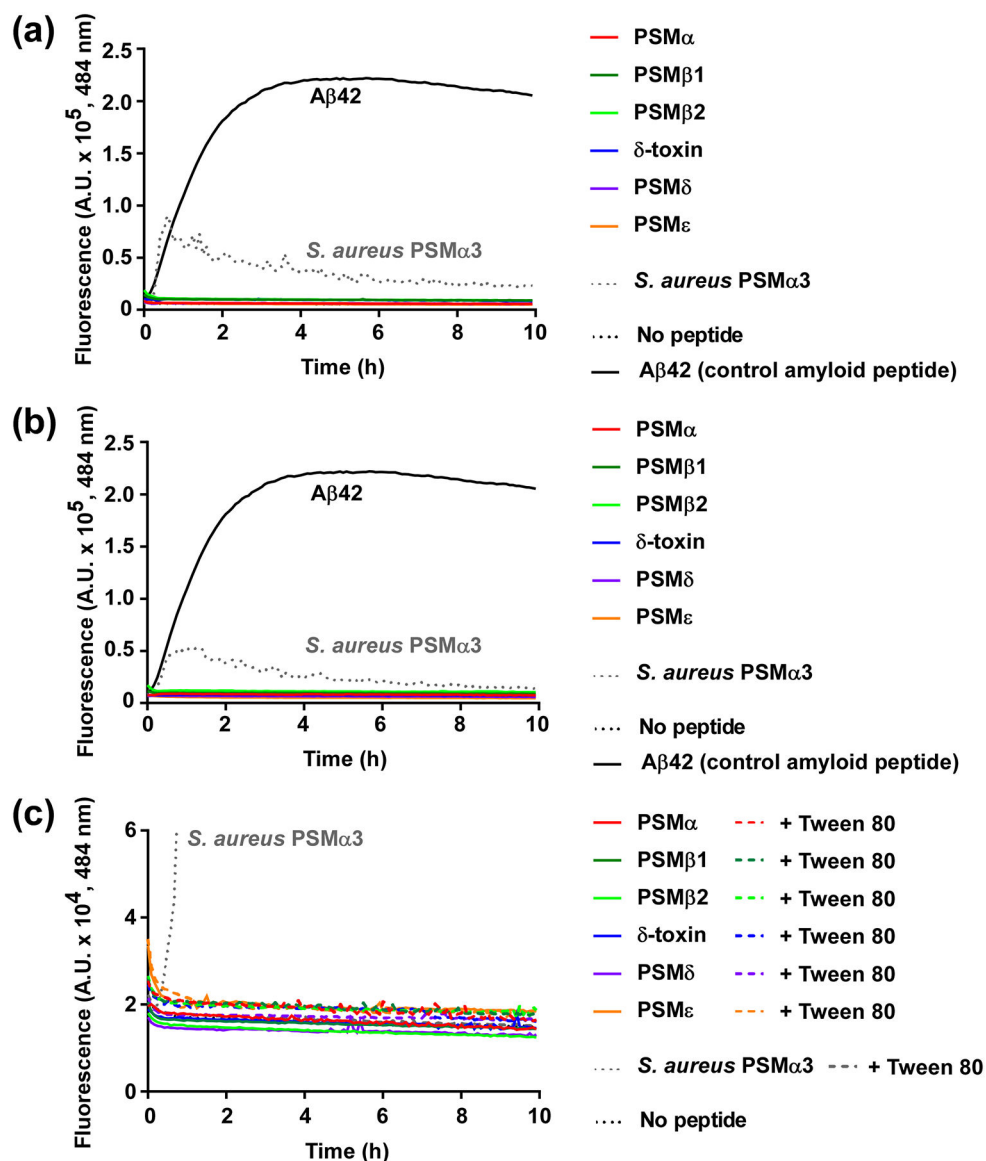 (a)
Fluorescence (A.U. x 10⁵, 484 nm)
2.5
2.0
1.5
1.0
0.5
0
Aβ42
S. aureus PSMα3
0 2 4 6 8 10
Time (h)
PSMα
PSMβ1
PSMβ2
δ-toxin
PSMδ
PSMε
S. aureus PSMα3
No peptide
Aβ42 (control amyloid peptide)
(b)
Fluorescence (A.U. x 10⁵, 484 nm)
2.5
2.0
1.5
1.0
0.5
0
Aβ42
S. aureus PSMα3
0 2 4 6 8 10
Time (h)
PSMα
PSMβ1
PSMβ2
δ-toxin
PSMδ
PSMε
S. aureus PSMα3
No peptide
Aβ42 (control amyloid peptide)
(c)
Fluorescence (A.U. x 10⁴, 484 nm)
6
4
2
0
S. aureus PSMα3
0 2 4 6 8 10
Time (h)
PSMα + Tween 80
PSMβ1 + Tween 80
PSMβ2 + Tween 80
δ-toxin + Tween 80
PSMδ + Tween 80
PSMε + Tween 80
S. aureus PSMα3 + Tween 80
No peptide